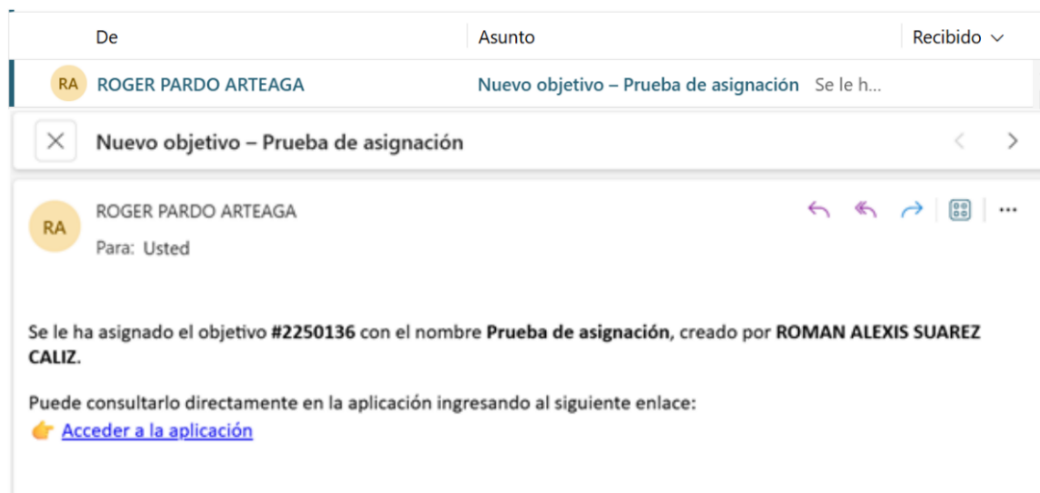 De Asunto Recibido
RA ROGER PARDO ARTEAGA Nuevo objetivo – Prueba de asignación Se le h...
Nuevo objetivo – Prueba de asignación
ROGER PARDO ARTEAGA
RA
Para: Usted
Se le ha asignado el objetivo #2250136 con el nombre Prueba de asignación, creado por ROMAN ALEXIS SUAREZ
CALIZ.
Puede consultarlo directamente en la aplicación ingresando al siguiente enlace:
👉 Acceder a la aplicación